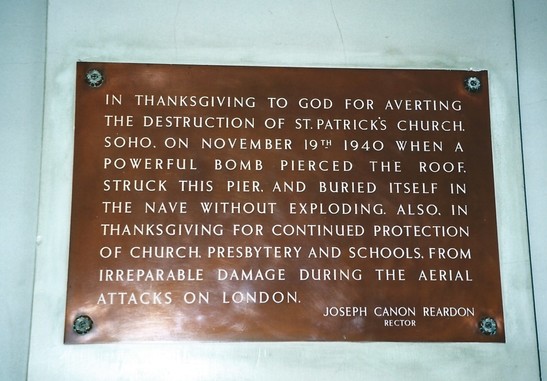 IN THANKSGIVING TO GOD FOR AVERTING
THE DESTRUCTION OF ST. PATRICK'S CHURCH,
SOHO, ON NOVEMBER 19TH 1940 WHEN A
POWERFUL BOMB PIERCED THE ROOF,
STRUCK THIS PIER, AND BURIED ITSELF IN
THE NAVE WITHOUT EXPLODING. ALSO, IN
THANKSGIVING FOR CONTINUED PROTECTION
OF CHURCH, PRESBYTERY AND SCHOOLS, FROM
IRREPARABLE DAMAGE DURING THE AERIAL
ATTACKS ON LONDON.
JOSEPH CANON REARDON
RECTOR